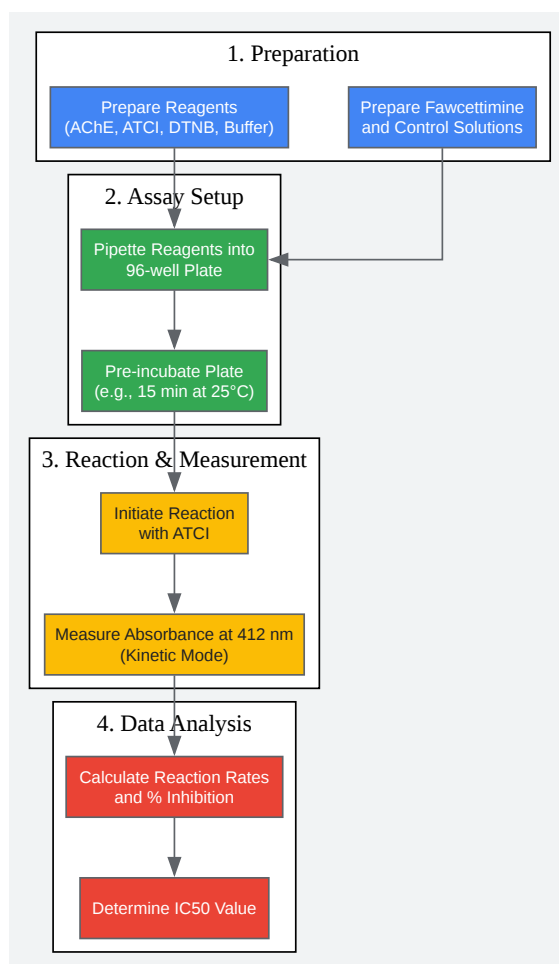 1. Preparation
Prepare Reagents
(AChE, ATCI, DTNB, Buffer)
Prepare Fawcettimine
and Control Solutions
2. Assay Setup
Pipette Reagents into
96-well Plate
Pre-incubate Plate
(e.g., 15 min at 25°C)
3. Reaction & Measurement
Initiate Reaction
with ATCI
Measure Absorbance at 412 nm
(Kinetic Mode)
4. Data Analysis
Calculate Reaction Rates
and % Inhibition
Determine IC50 Value